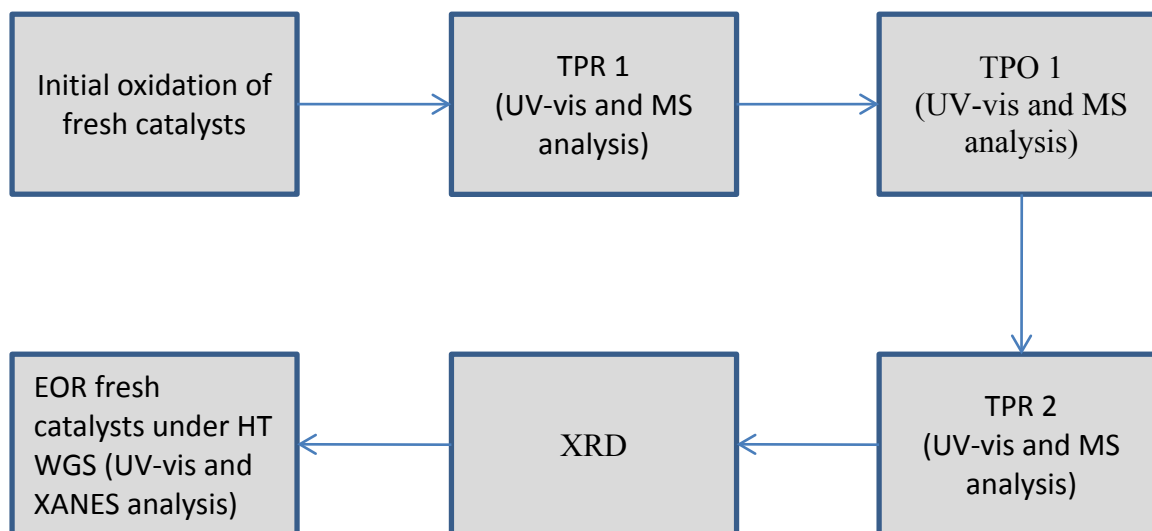 Initial oxidation of
fresh catalysts
TPR 1
(UV-vis and MS
analysis)
TPO 1
(UV-vis and MS
analysis)
TPR 2
(UV-vis and MS
analysis)
XRD
EOR fresh
catalysts under HT
WGS (UV-vis and
XANES analysis)